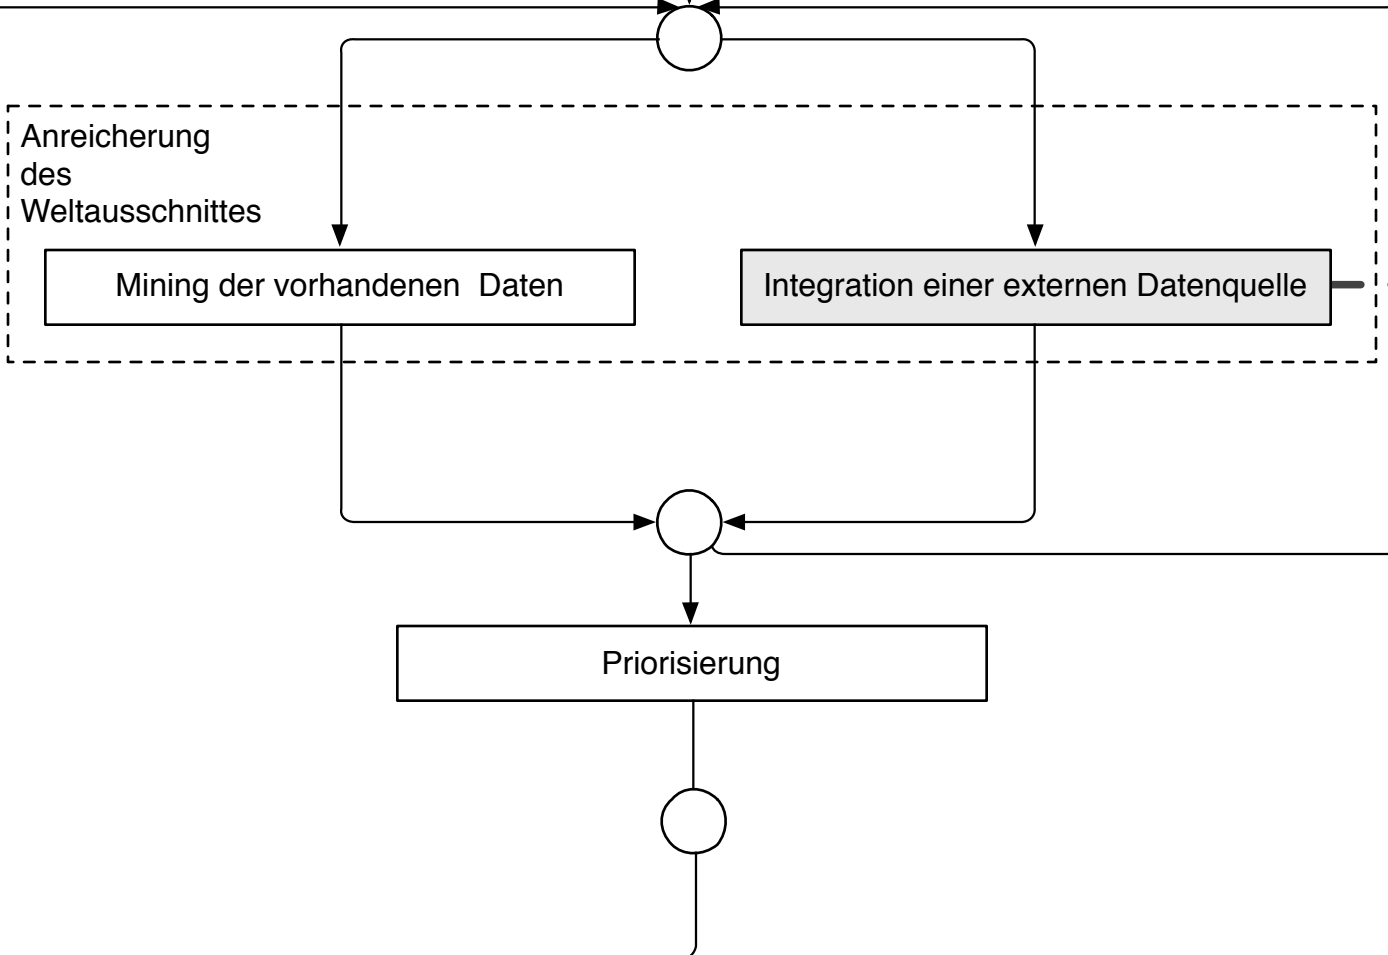 Anreicherung
des
Weltausschnittes
Mining der vorhandenen  Daten
Integration einer externen Datenquelle
Priorisierung